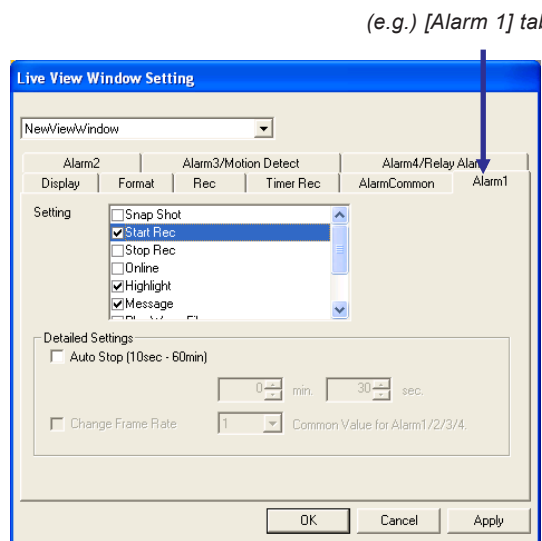 (e.g.) [Alarm 1] tab
Live View Window Setting
NewViewWindow
Alarm2 Alarm3/Motion Detect Alarm4/Relay Alarm
Display Format Rec Timer Rec AlarmCommon Alarm1
Setting
Snap Shot
Start Rec
Stop Rec
Online
Highlight
Message
Detailed Settings
Auto Stop (10sec - 60min)
0 min. 30 sec.
Change Frame Rate 1 Common Value for Alarm1/2/3/4.
OK Cancel Apply